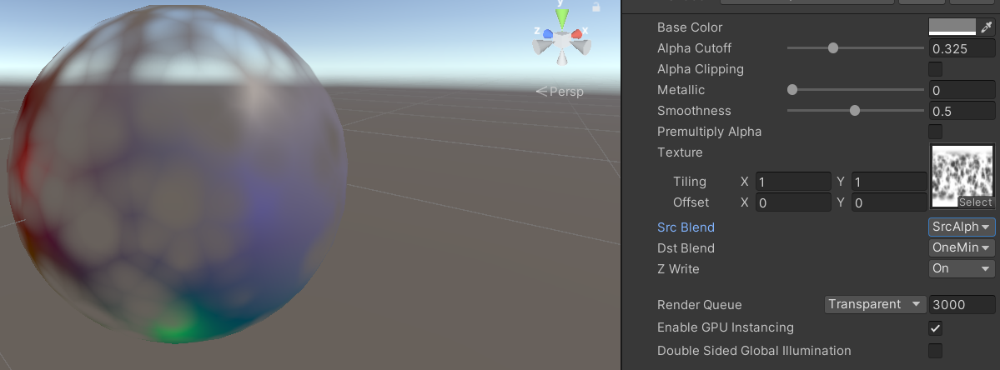 y
z
x
Persp
Base Color
Alpha Cutoff 0.325
Alpha Clipping
Metallic 0
Smoothness 0.5
Premultiply Alpha
Texture
Tiling X 1 Y 1
Offset X 0 Y 0
Select
Src Blend SrcAlph
Dst Blend OneMin
Z Write On
Render Queue Transparent 3000
Enable GPU Instancing
Double Sided Global Illumination